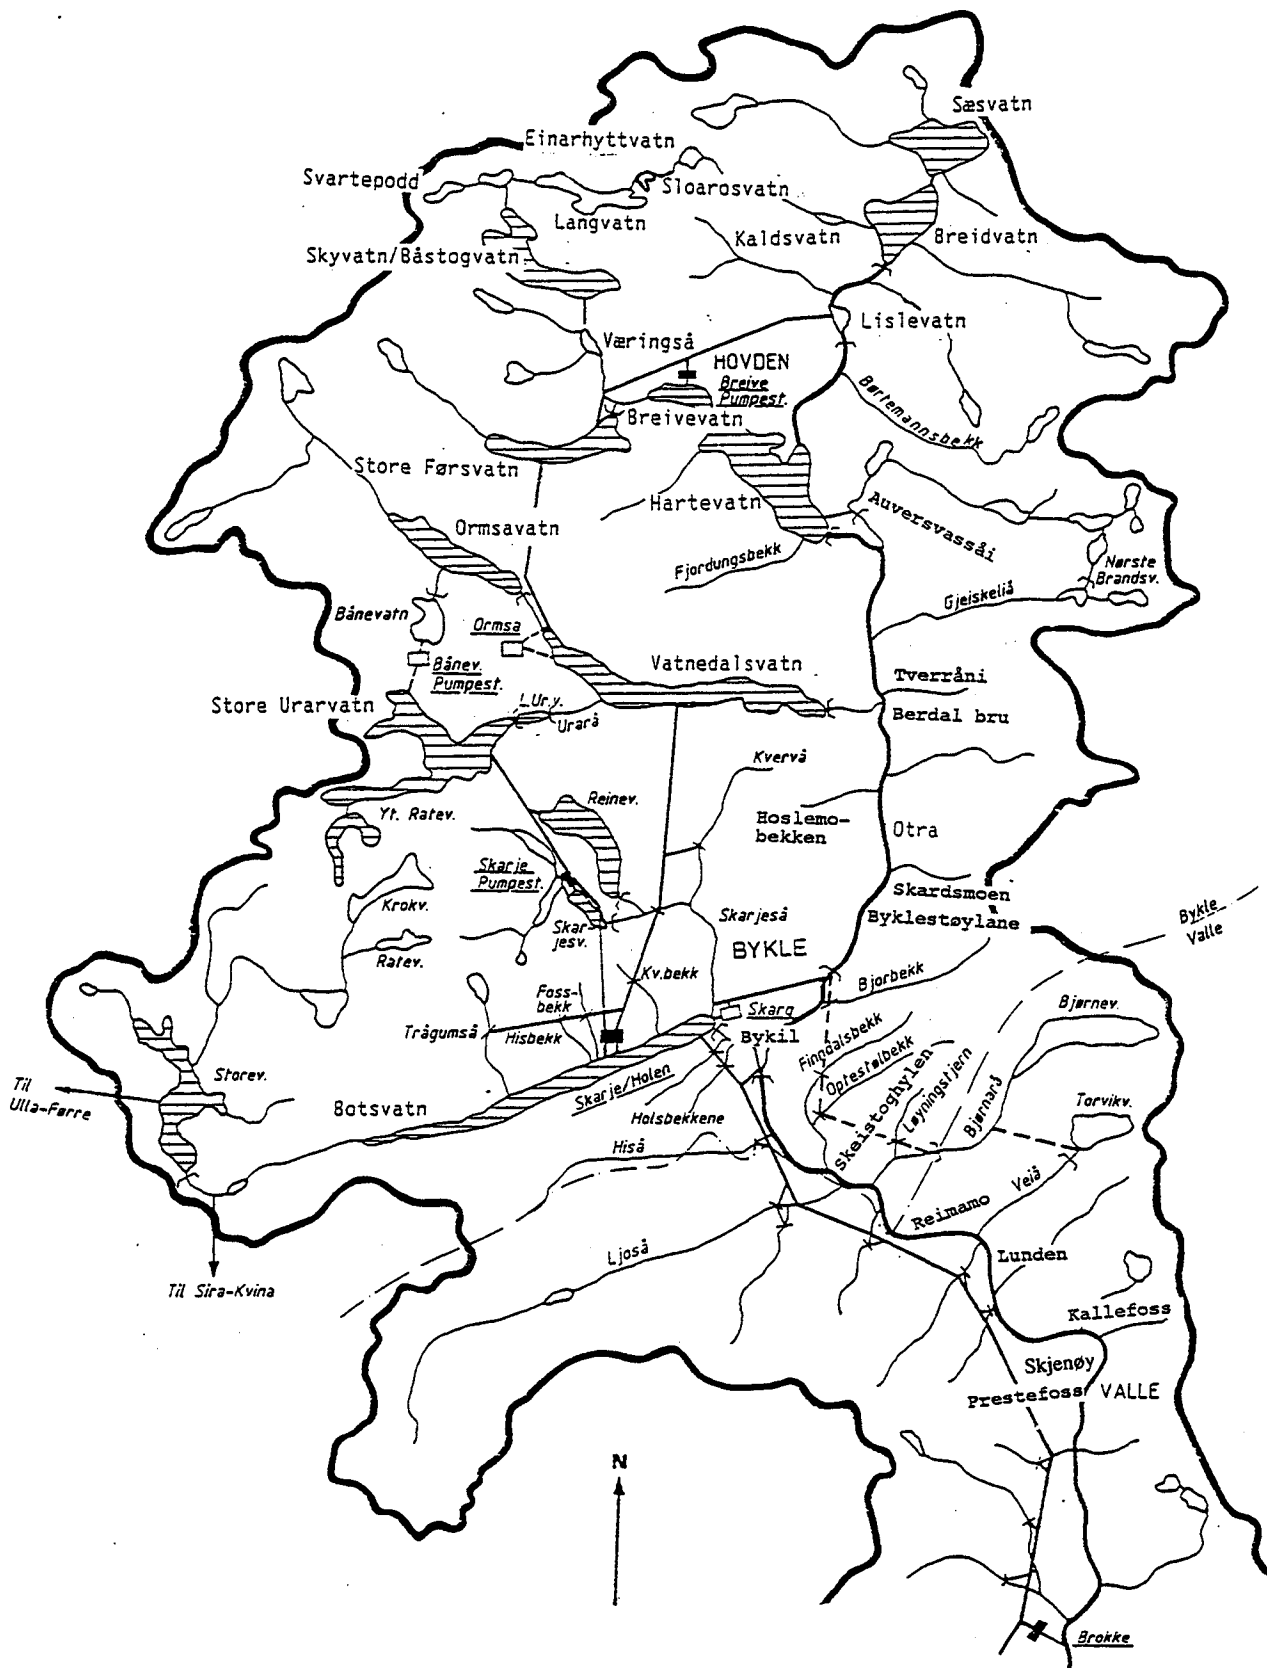 Sæsvatn
Einarhyttvatn
Svartepodd
Sloarosvatn
Langvatn
Kaldsvatn
Breidvatn
Skyvatn/Båstogvatn
Lislevatn
Væringså
HOVDEN
Breive
Pumpest.
Børtemannsbekk
Breivevatn
Store Førsvatn
Hartevatn
Auversvassåi
Ormsavatn
Fjordungsbekk
Nørste
Brandsv.
Gjeiskeliå
Bånevatn
Ormsa
Bånev.
Pumpest.
Vatnedalsvatn
Tverråni
Store Urarvatn
L.Ur.v.
Urarå
Berdal bru
Kvervå
Reinev.
Yt. Ratev.
Hoslemo-
bekken
Otra
Skarje
Pumpest.
Skardsmoen
Krokv.
Skar-
jesv.
Skarjeså
Byklestøylane
Bykle
Valle
Ratev.
BYKLE
Kv.bekk
Bjorbekk
Foss-
bekk
Skarg
Bjørnev.
Trågumså
Hisbekk
Bykil
Finndalsbekk
Optestølbekk
Skeistoghylen
Løyningstjern
Bjørnarå
Til
Ulla-Førre
Storev.
Skarje/Holen
Botsvatn
Holsbekkene
Torvikv.
Hiså
Veiå
Reimamo
Ljoså
Lunden
Til Sira-Kvina
Kallefoss
Skjenøy
Prestefoss
VALLE
N
Brokke